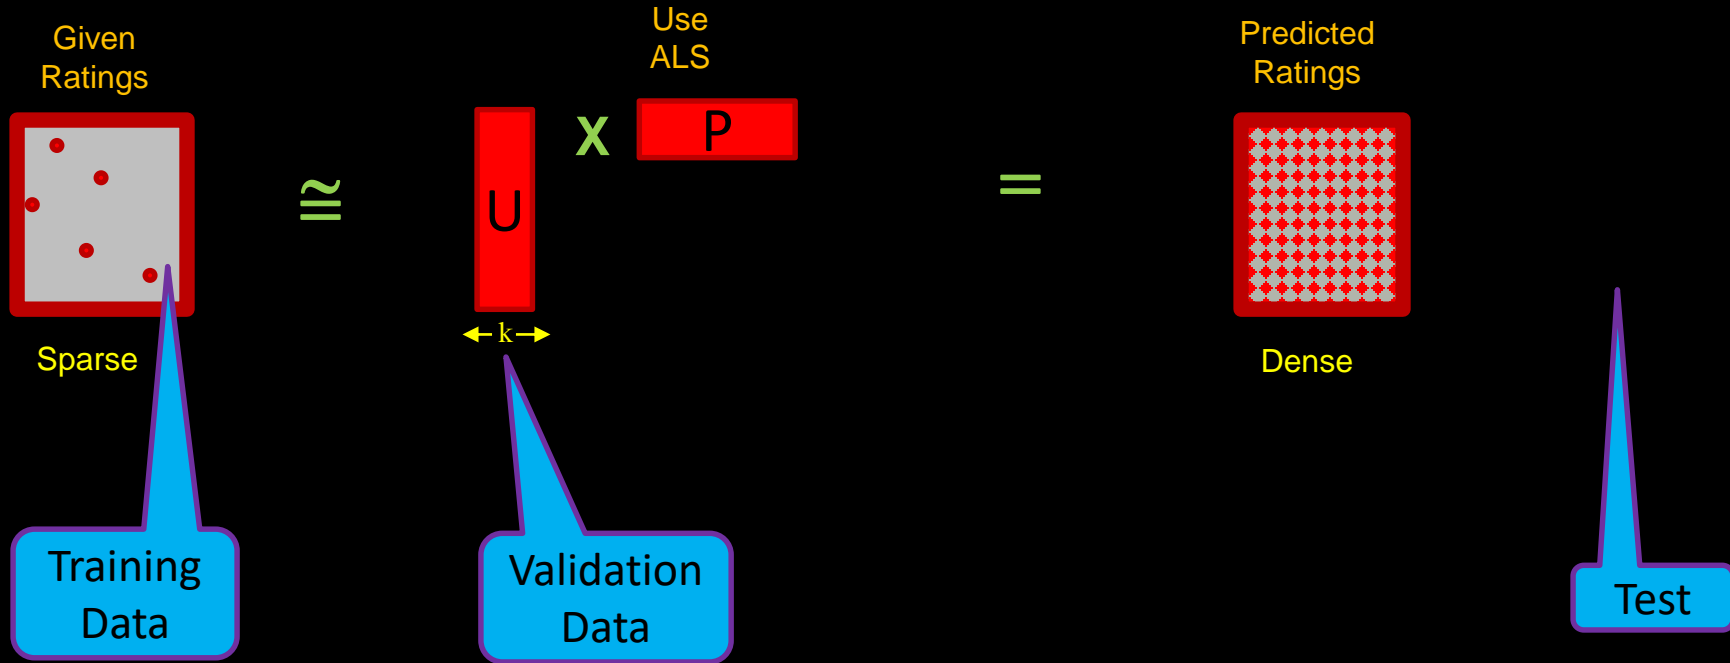 Given
Ratings
Use
ALS
Predicted
Ratings
≅
U
X
P
=
k
Sparse
Dense
Training
Data
Validation
Data
Test